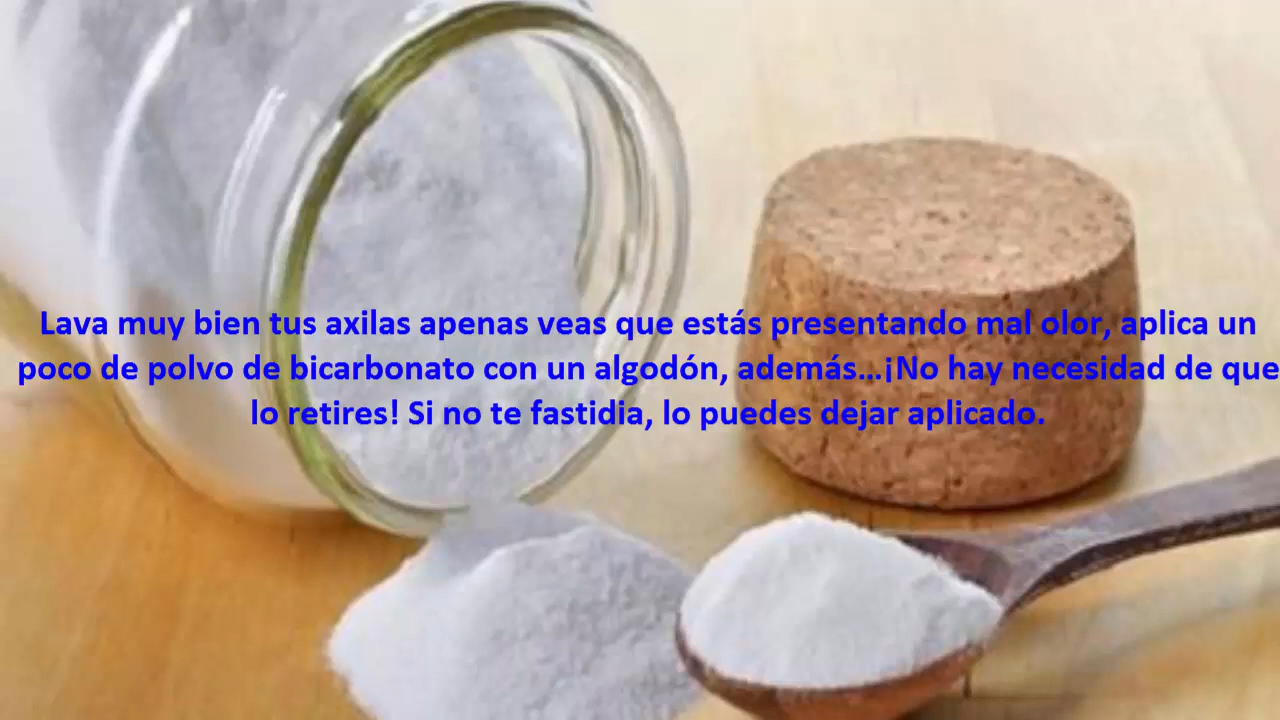 Lava muy bien tus axilas apenas veas que estás presentando mal olor, aplica un
poco de polvo de bicarbonato con un algodón, además...¡No hay necesidad de que
lo retires! Si no te fastidia, lo puedes dejar aplicado.